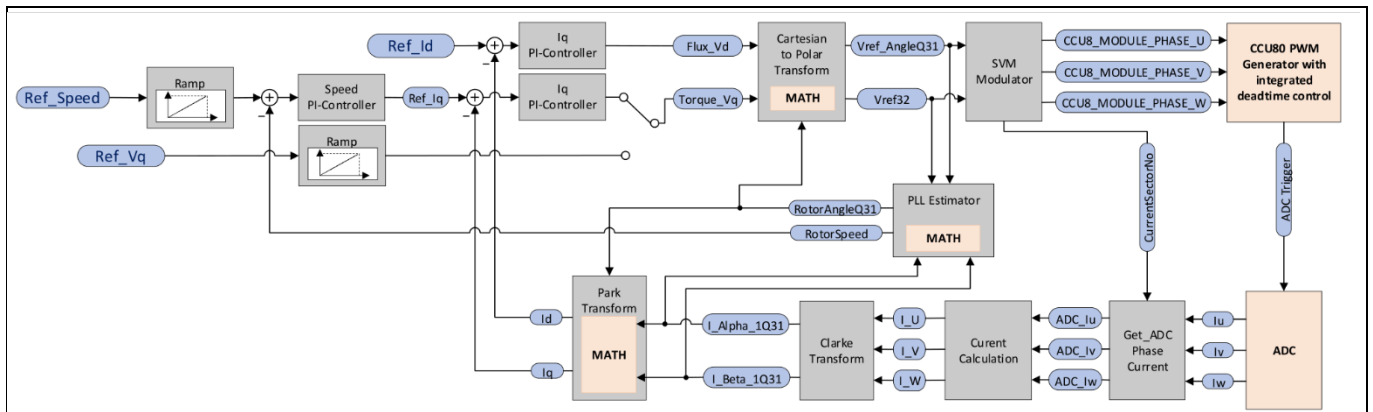 Ref_Id
Iq
PI-Controller
Flux_Vd
Cartesian
to Polar
Transform
MATH
Vref_AngleQ31
SVM
Modulator
CCU8_MODULE_PHASE_U
CCU80 PWM
Generator with
integrated
deadtime control
Ref_Speed
Ramp
Speed
PI-Controller
Ref_Iq
Iq
PI-Controller
Torque_Vq
Vref32
CCU8_MODULE_PHASE_V
CCU8_MODULE_PHASE_W
Ref_Vq
Ramp
RotorAngleQ31
RotorSpeed
PLL Estimator
MATH
CurrentSectorNo
ADC Trigger
Park
Transform
MATH
Id
Iq
I_Alpha_1Q31
I_Beta_1Q31
Clarke
Transform
I_U
I_V
I_W
Curent
Calculation
ADC_Iu
ADC_Iv
ADC_Iw
Get_ADC
Phase
Current
Iu
Iv
Iw
ADC